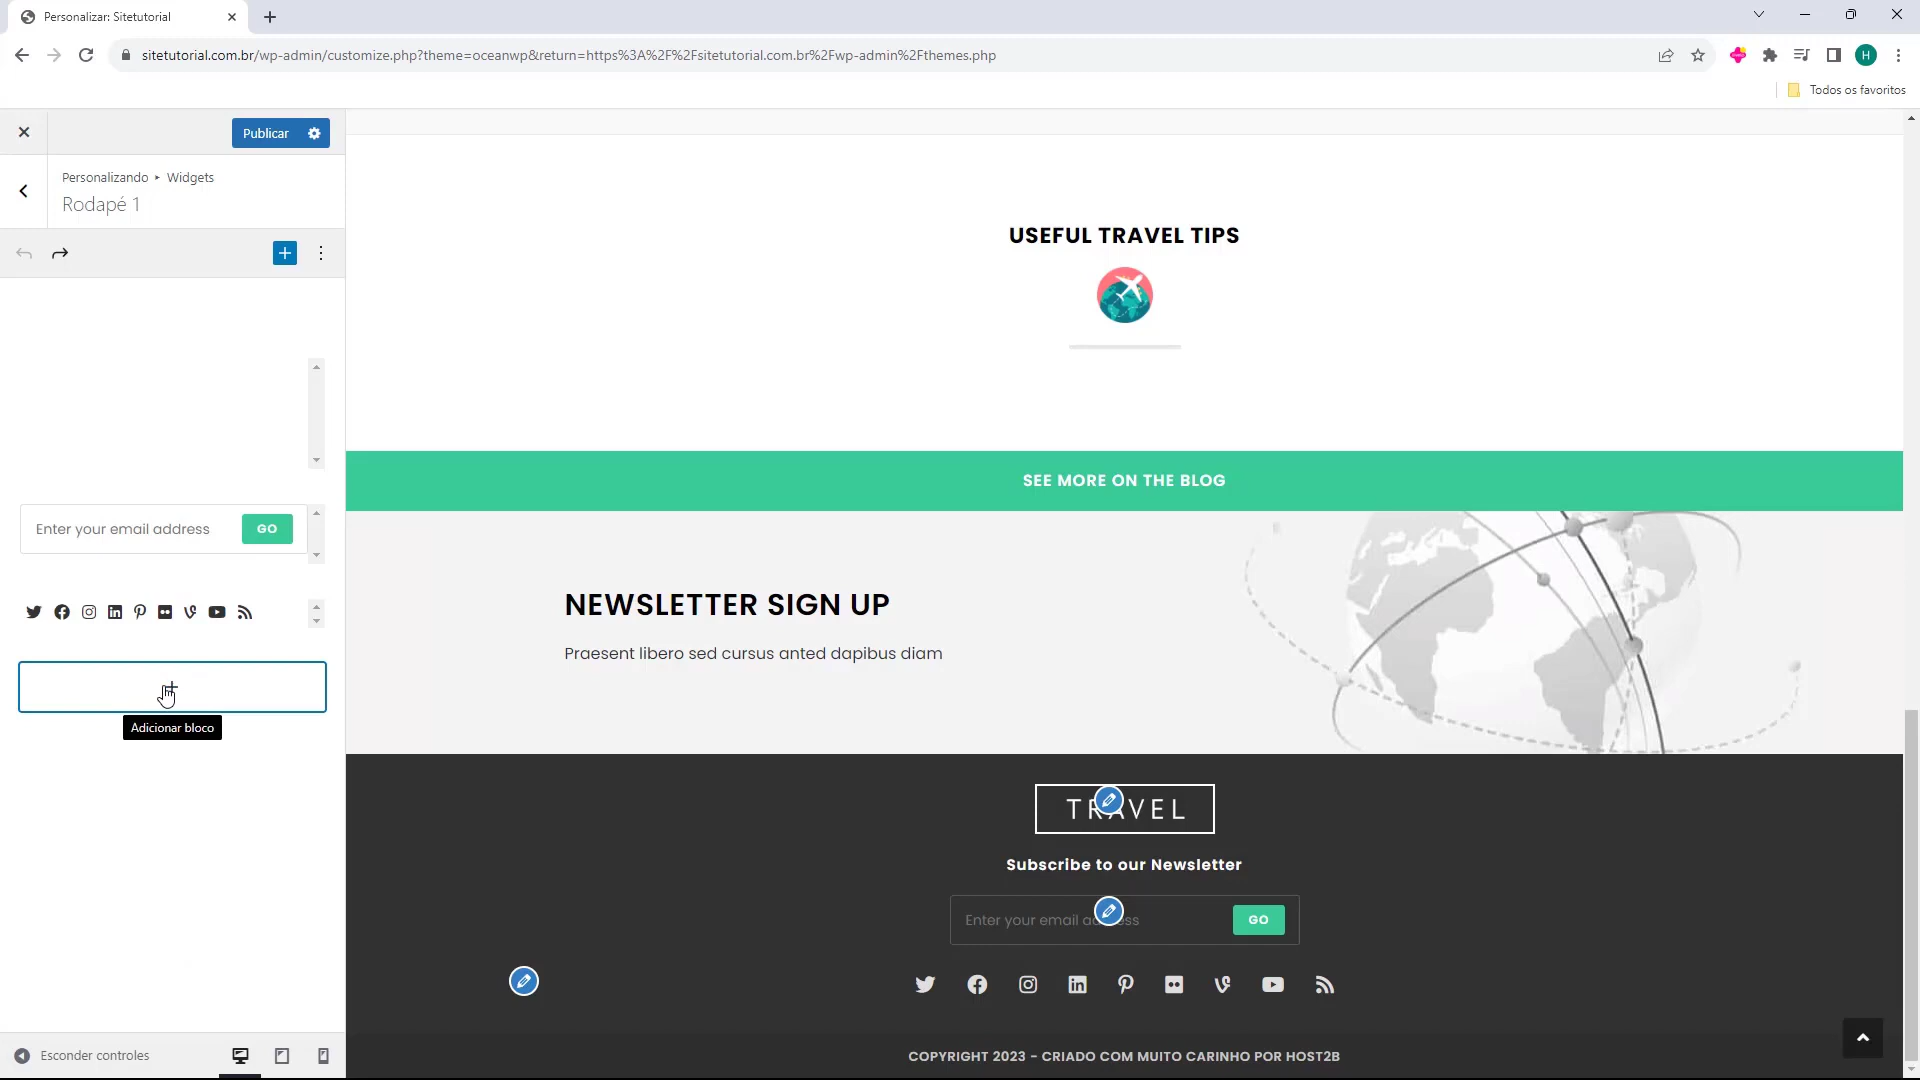 Personalizar: Sitetutorial
sitetutorial.com.br/wp-admin/customize.php?theme=oceanwp&return=https%3A%2F%2Fsitetutorial.com.br%2Fwp-admin%2Fthemes.php
H
Todos os favoritos
Publicar
Personalizando ▸ Widgets
Rodapé 1
Enter your email address
GO
Adicionar bloco
Esconder controles
USEFUL TRAVEL TIPS
SEE MORE ON THE BLOG
NEWSLETTER SIGN UP
Praesent libero sed cursus anted dapibus diam
TRAVEL
Subscribe to our Newsletter
Enter your email address
GO
COPYRIGHT 2023 - CRIADO COM MUITO CARINHO POR HOST2B